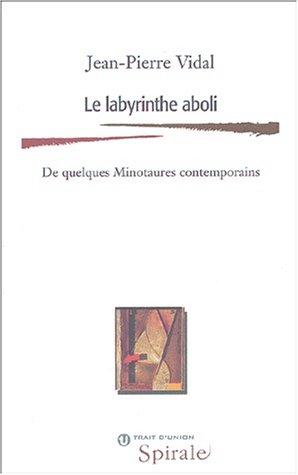 Jean-Pierre Vidal
Le labyrinthe aboli
De quelques Minotaures contemporains
TRAIT D'UNION
Spirale